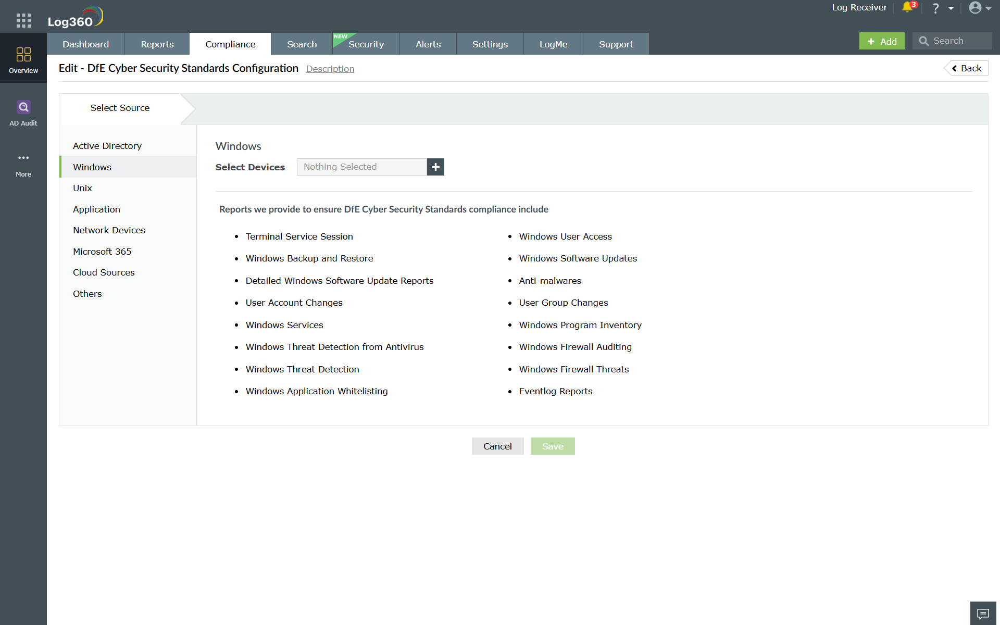 Log Receiver
3
?
Log360
Dashboard
Reports
Compliance
Search
NEW
Security
Alerts
Settings
LogMe
Support
+ Add
Search
Overview
AD Audit
More
Edit - DfE Cyber Security Standards Configuration Description
Back
Select Source
Active Directory
Windows
Unix
Application
Network Devices
Microsoft 365
Cloud Sources
Others
Windows
Select Devices Nothing Selected +
Reports we provide to ensure DfE Cyber Security Standards compliance include
Terminal Service Session
Windows User Access
Windows Backup and Restore
Windows Software Updates
Detailed Windows Software Update Reports
Anti-malwares
User Account Changes
User Group Changes
Windows Services
Windows Program Inventory
Windows Threat Detection from Antivirus
Windows Firewall Auditing
Windows Threat Detection
Windows Firewall Threats
Windows Application Whitelisting
Eventlog Reports
Cancel
Save